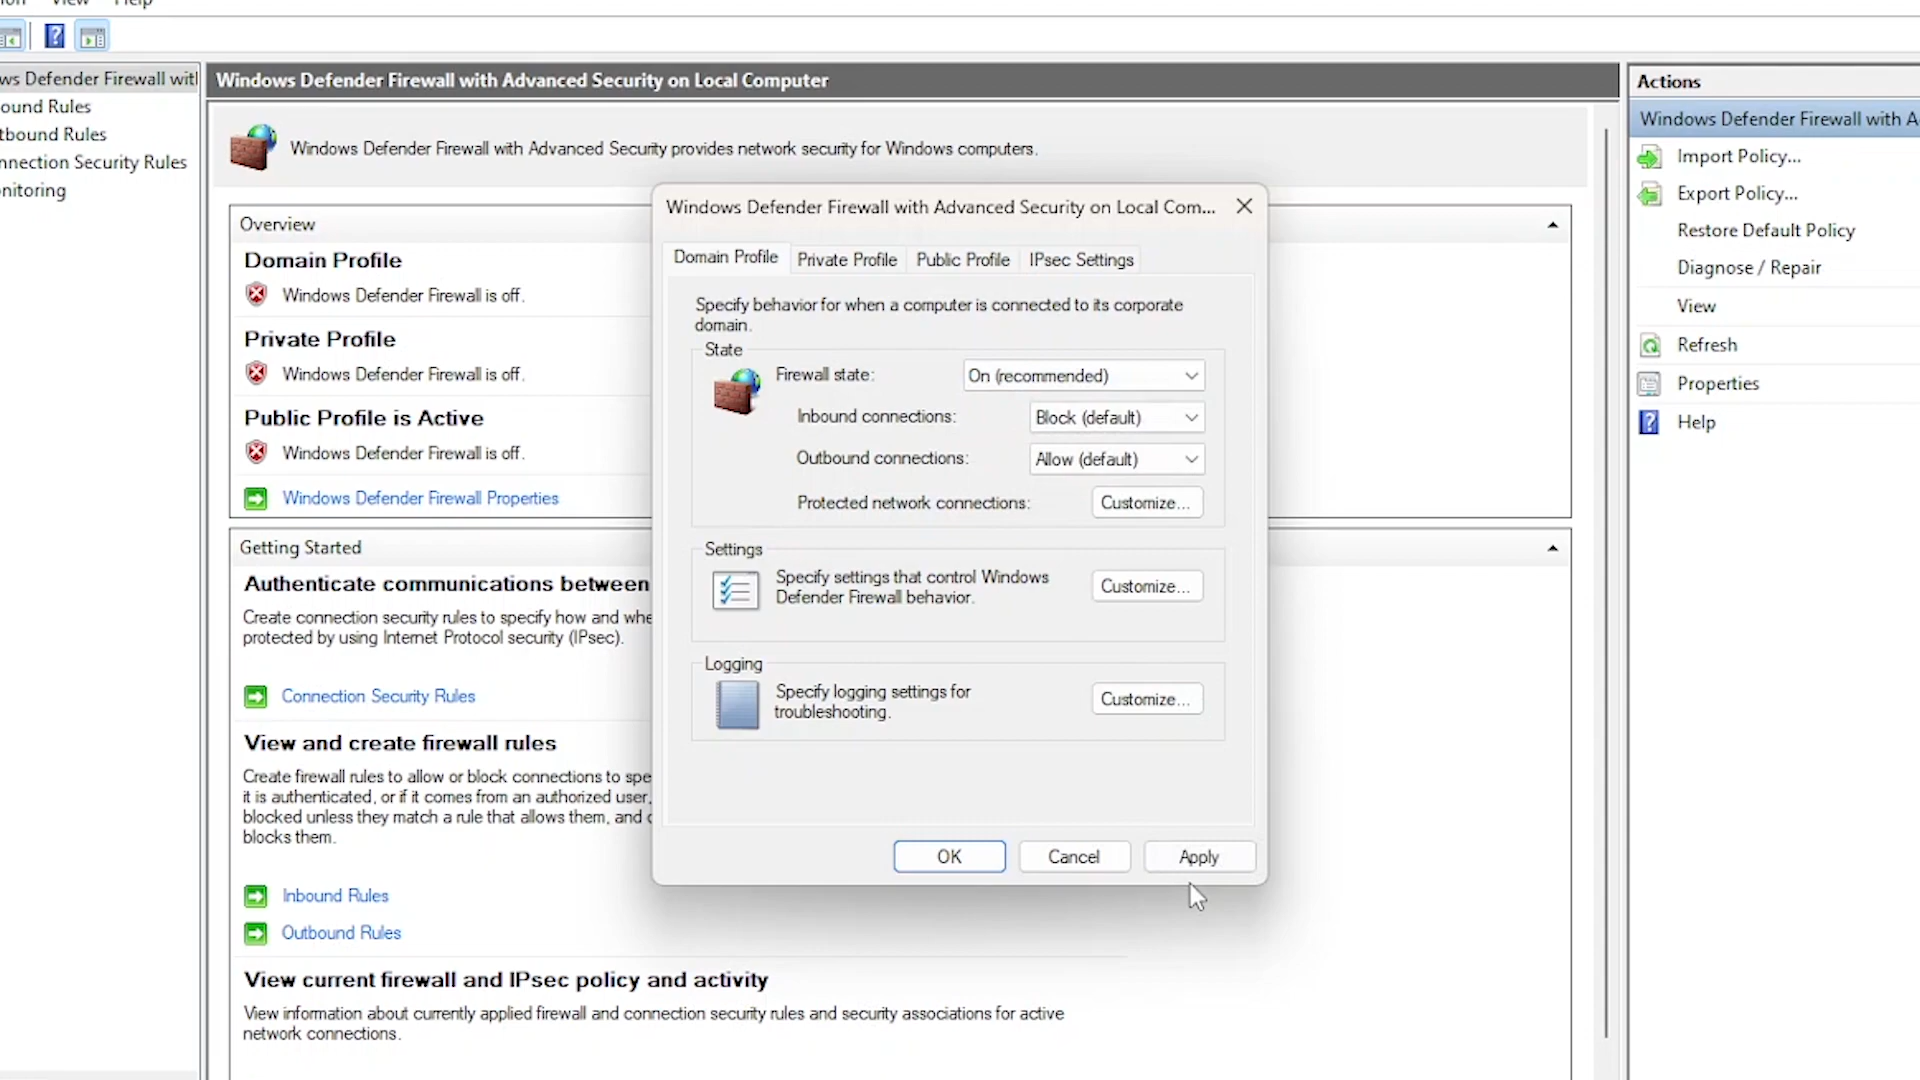 View Help
ws Defender Firewall with
ound Rules
tbound Rules
nnection Security Rules
nitoring
Windows Defender Firewall with Advanced Security on Local Computer
Windows Defender Firewall with Advanced Security provides network security for Windows computers.
Overview
Domain Profile
Windows Defender Firewall is off.
Private Profile
Windows Defender Firewall is off.
Public Profile is Active
Windows Defender Firewall is off.
Windows Defender Firewall Properties
Getting Started
Authenticate communications between
Create connection security rules to specify how and whe
protected by using Internet Protocol security (IPsec).
Connection Security Rules
View and create firewall rules
Create firewall rules to allow or block connections to spe
it is authenticated, or if it comes from an authorized user,
blocked unless they match a rule that allows them, and o
blocks them.
Inbound Rules
Outbound Rules
View current firewall and IPsec policy and activity
View information about currently applied firewall and connection security rules and security associations for active
network connections.
Windows Defender Firewall with Advanced Security on Local Com...
Domain Profile Private Profile Public Profile IPsec Settings
Specify behavior for when a computer is connected to its corporate
domain.
State
Firewall state: On (recommended)
Inbound connections: Block (default)
Outbound connections: Allow (default)
Protected network connections: Customize...
Settings
Specify settings that control Windows
Defender Firewall behavior.
Customize...
Logging
Specify logging settings for
troubleshooting.
Customize...
OK Cancel Apply
Actions
Windows Defender Firewall with A
Import Policy...
Export Policy...
Restore Default Policy
Diagnose / Repair
View
Refresh
Properties
Help